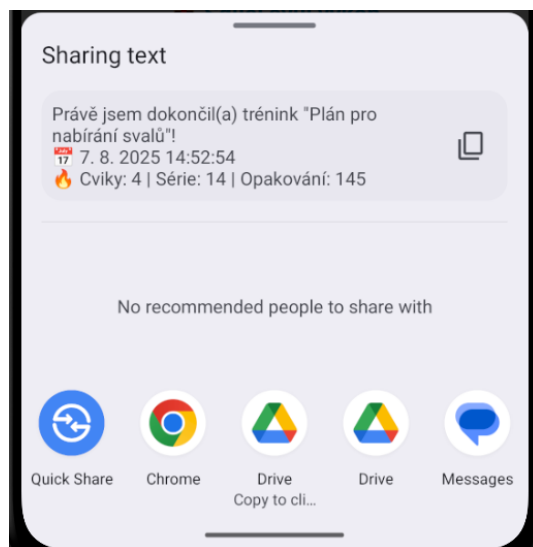 Sharing text
Právě jsem dokončil(a) trénink "Plán pro
nabírání svalů"!
📅 7. 8. 2025 14:52:54
🔥 Cviky: 4 | Série: 14 | Opakování: 145
No recommended people to share with
Quick Share
Chrome
Drive
Copy to cli...
Drive
Messages